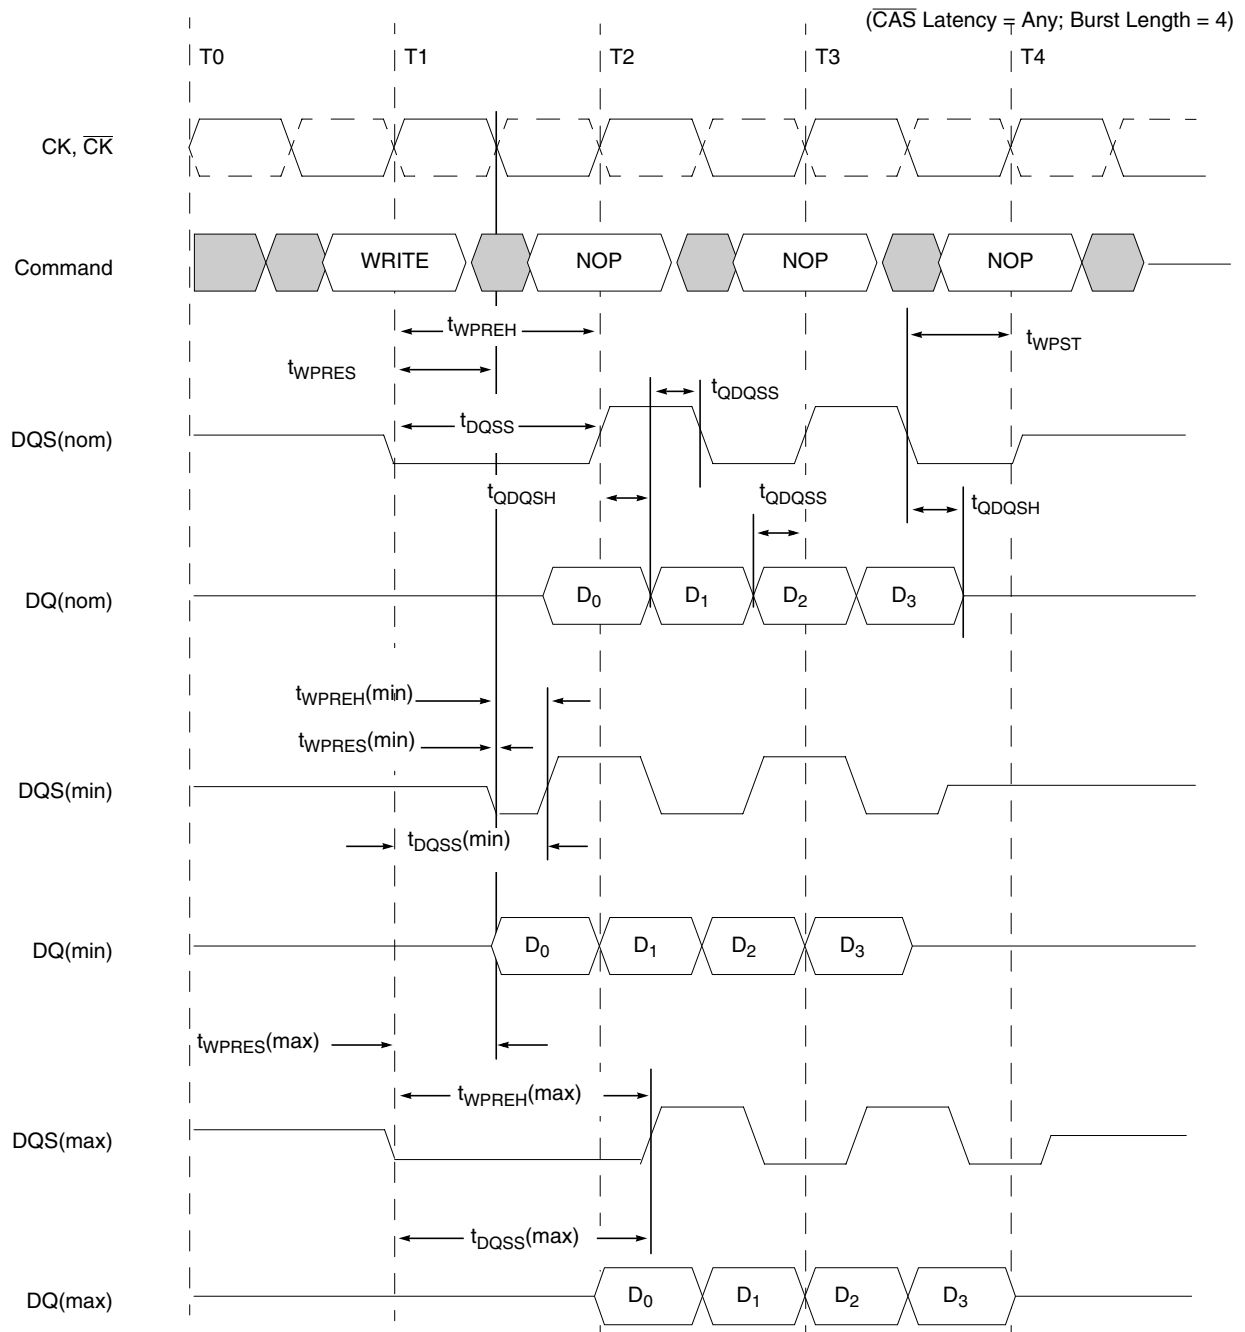 (C̅A̅S̅ Latency = Any; Burst Length = 4)
T0 T1 T2 T3 T4
CK, C̅K̅
Command WRITE NOP NOP NOP
tWPREH tWPST
tWPRES tQDQSS
DQS(nom) tDQSS
tQDQSH tQDQSS tQDQSH
DQ(nom) D0 D1 D2 D3
tWPREH(min)
tWPRES(min)
DQS(min)
tDQSS(min)
DQ(min) D0 D1 D2 D3
tWPRES(max)
tWPREH(max)
DQS(max)
tDQSS(max)
DQ(max) D0 D1 D2 D3